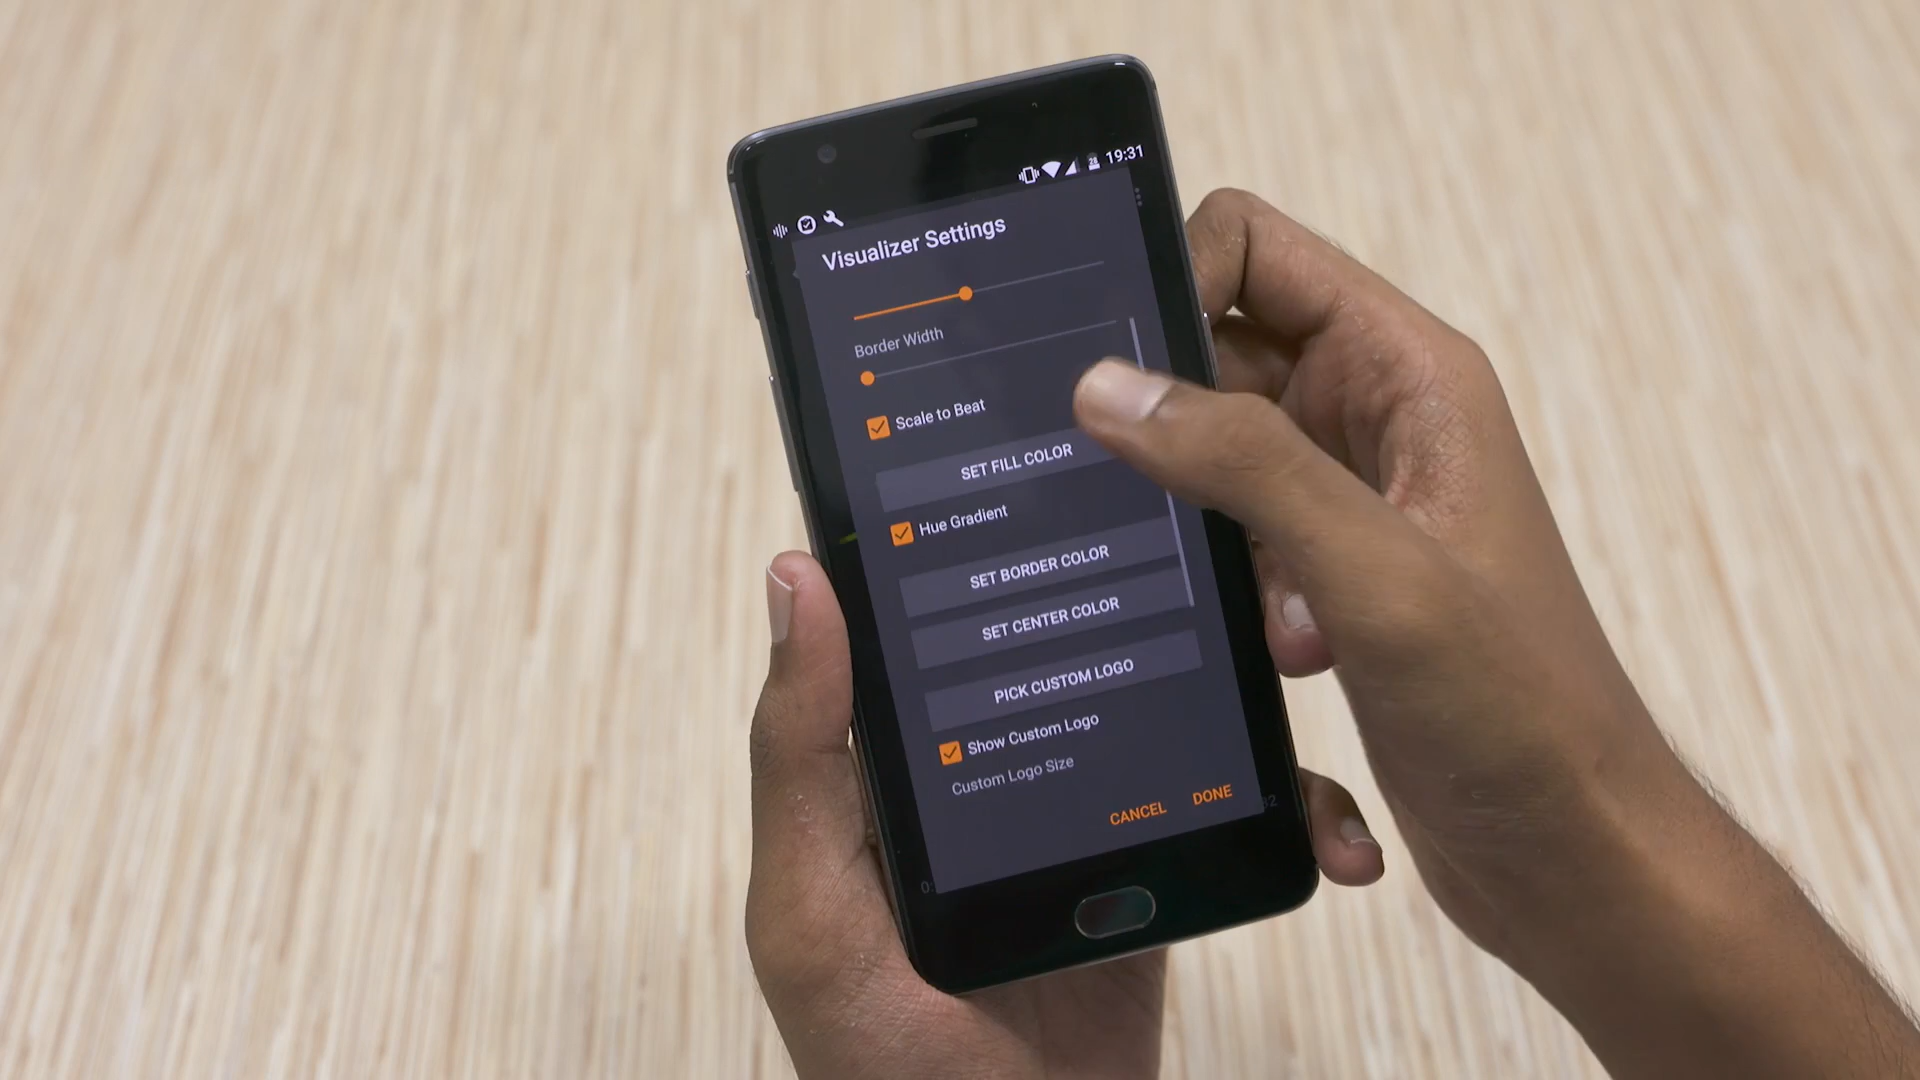 19:31
Visualizer Settings
Border Width
Scale to Beat
SET FILL COLOR
Hue Gradient
SET BORDER COLOR
SET CENTER COLOR
PICK CUSTOM LOGO
Show Custom Logo
Custom Logo Size
CANCEL DONE